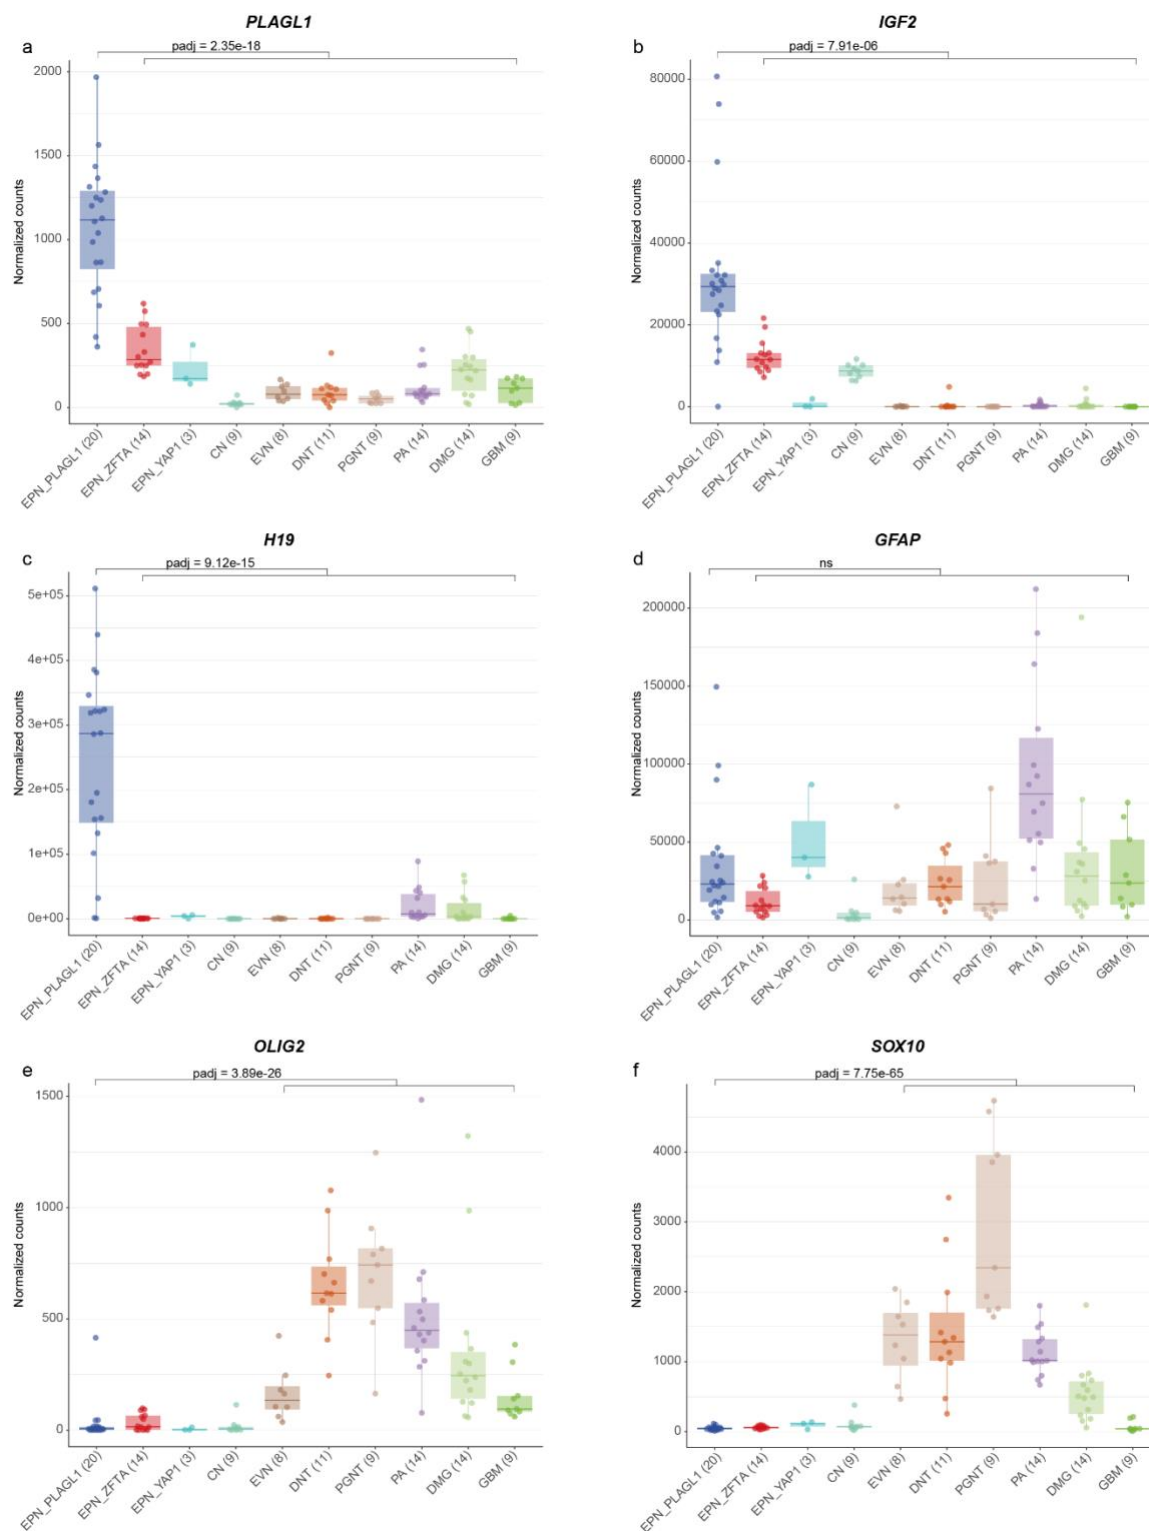 PLAGL1
a
padj = 2.35e-18
Normalized counts
2000
1500
1000
500
0
EPN_PLAGL1 (20)
EPN_ZFTA (14)
EPN_YAP1 (3)
CN (9)
EVN (8)
DNT (11)
PGNT (9)
PA (14)
DMG (14)
GBM (9)
IGF2
b
padj = 7.91e-06
Normalized counts
80000
60000
40000
20000
0
EPN_PLAGL1 (20)
EPN_ZFTA (14)
EPN_YAP1 (3)
CN (9)
EVN (8)
DNT (11)
PGNT (9)
PA (14)
DMG (14)
GBM (9)
H19
c
padj = 9.12e-15
Normalized counts
5e+05
4e+05
3e+05
2e+05
1e+05
0e+00
EPN_PLAGL1 (20)
EPN_ZFTA (14)
EPN_YAP1 (3)
CN (9)
EVN (8)
DNT (11)
PGNT (9)
PA (14)
DMG (14)
GBM (9)
GFAP
d
ns
Normalized counts
200000
150000
100000
50000
0
EPN_PLAGL1 (20)
EPN_ZFTA (14)
EPN_YAP1 (3)
CN (9)
EVN (8)
DNT (11)
PGNT (9)
PA (14)
DMG (14)
GBM (9)
OLIG2
e
padj = 3.89e-26
Normalized counts
1500
1000
500
0
EPN_PLAGL1 (20)
EPN_ZFTA (14)
EPN_YAP1 (3)
CN (9)
EVN (8)
DNT (11)
PGNT (9)
PA (14)
DMG (14)
GBM (9)
SOX10
f
padj = 7.75e-65
Normalized counts
4000
3000
2000
1000
0
EPN_PLAGL1 (20)
EPN_ZFTA (14)
EPN_YAP1 (3)
CN (9)
EVN (8)
DNT (11)
PGNT (9)
PA (14)
DMG (14)
GBM (9)